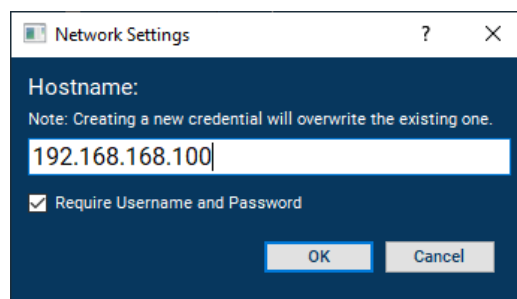 Network Settings
?
Hostname:
Note: Creating a new credential will overwrite the existing one.
192.168.168.100
Require Username and Password
OK
Cancel